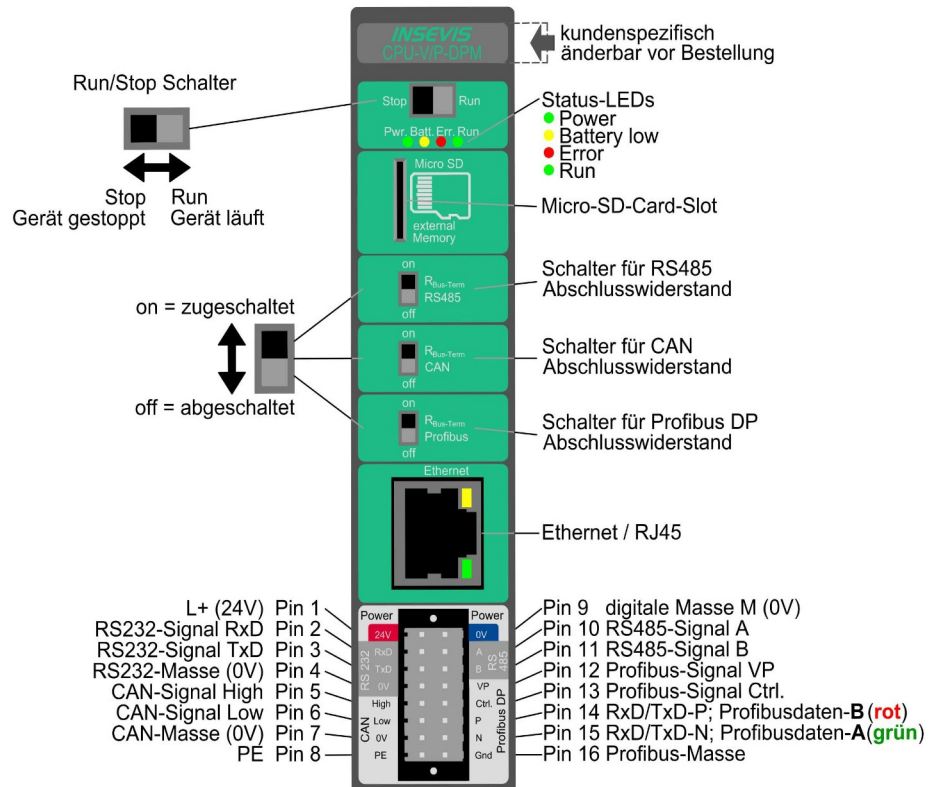 INSEVIS
CPU-V/P-DPM
kundenspezifisch
änderbar vor Bestellung
Run/Stop Schalter
Stop Run
Gerät gestoppt Gerät läuft
Stop Run
Pwr. Batt. Err. Run
Status-LEDs
Power
Battery low
Error
Run
Micro SD
external
Memory
Micro-SD-Card-Slot
on
RBus-Term
RS485
off
Schalter für RS485
Abschlusswiderstand
on = zugeschaltet
off = abgeschaltet
on
RBus-Term
CAN
off
Schalter für CAN
Abschlusswiderstand
on
RBus-Term
Profibus
off
Schalter für Profibus DP
Abschlusswiderstand
Ethernet
Ethernet / RJ45
L+ (24V) Pin 1
RS232-Signal RxD Pin 2
RS232-Signal TxD Pin 3
RS232-Masse (0V) Pin 4
CAN-Signal High Pin 5
CAN-Signal Low Pin 6
CAN-Masse (0V) Pin 7
PE Pin 8
Power
24V
RS 232
RxD
TxD
0V
CAN
High
Low
0V
PE
Power
0V
A
B
RS 485
VP
Ctrl.
P
N
Gnd
Profibus DP
Pin 9 digitale Masse M (0V)
Pin 10 RS485-Signal A
Pin 11 RS485-Signal B
Pin 12 Profibus-Signal VP
Pin 13 Profibus-Signal Ctrl.
Pin 14 RxD/TxD-P; Profibusdaten-B (rot)
Pin 15 RxD/TxD-N; Profibusdaten-A(grün)
Pin 16 Profibus-Masse